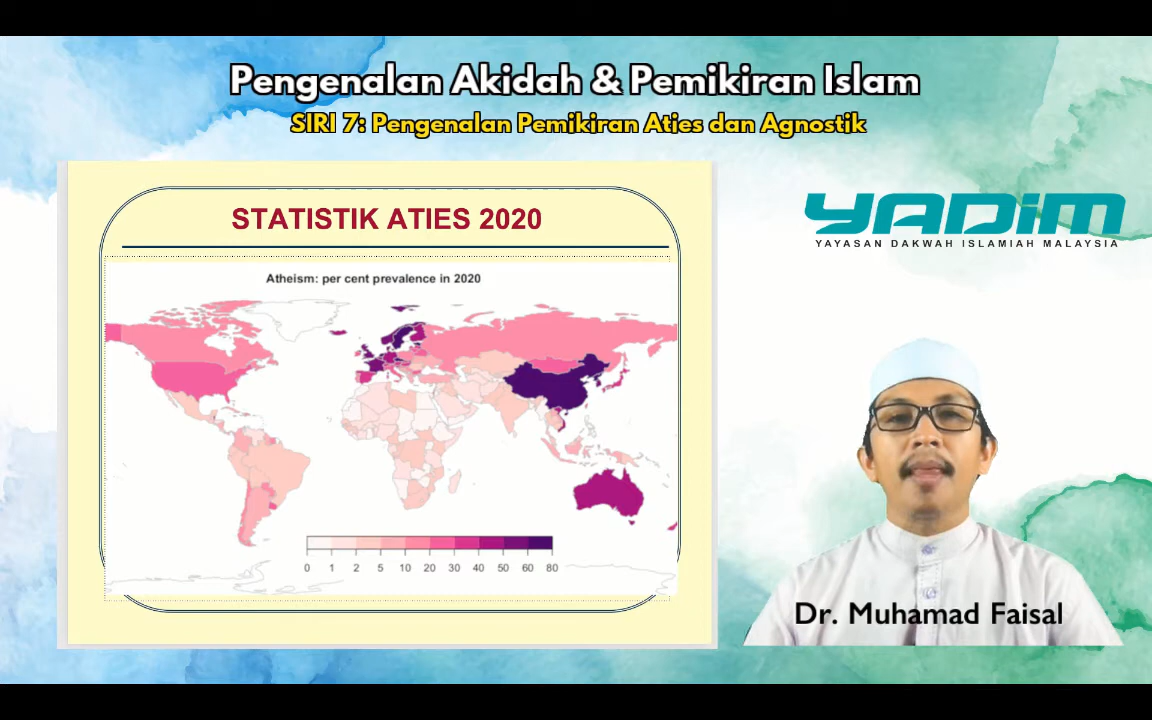 Pengenalan Akidah & Pemikiran Islam
SIRI 7: Pengenalan Pemikiran Aties dan Agnostik
YADIM
YAYASAN DAKWAH ISLAMIAH MALAYSIA
STATISTIK ATIES 2020
Atheism: per cent prevalence in 2020
0 1 2 5 10 20 30 40 50 60 80
Dr. Muhamad Faisal